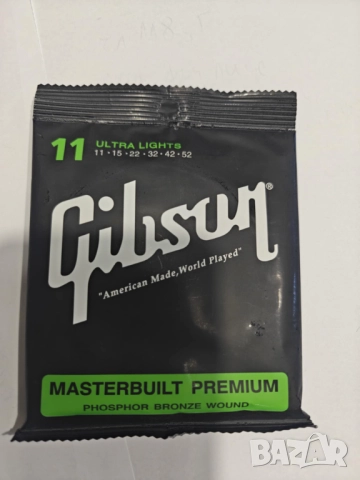 11 ULTRA LIGHTS
11 • 15 • 22 • 32 • 42 • 52
Gibson®
"American Made, World Played"
MASTERBUILT PREMIUM
PHOSPHOR BRONZE WOUND
BAZAR
bg